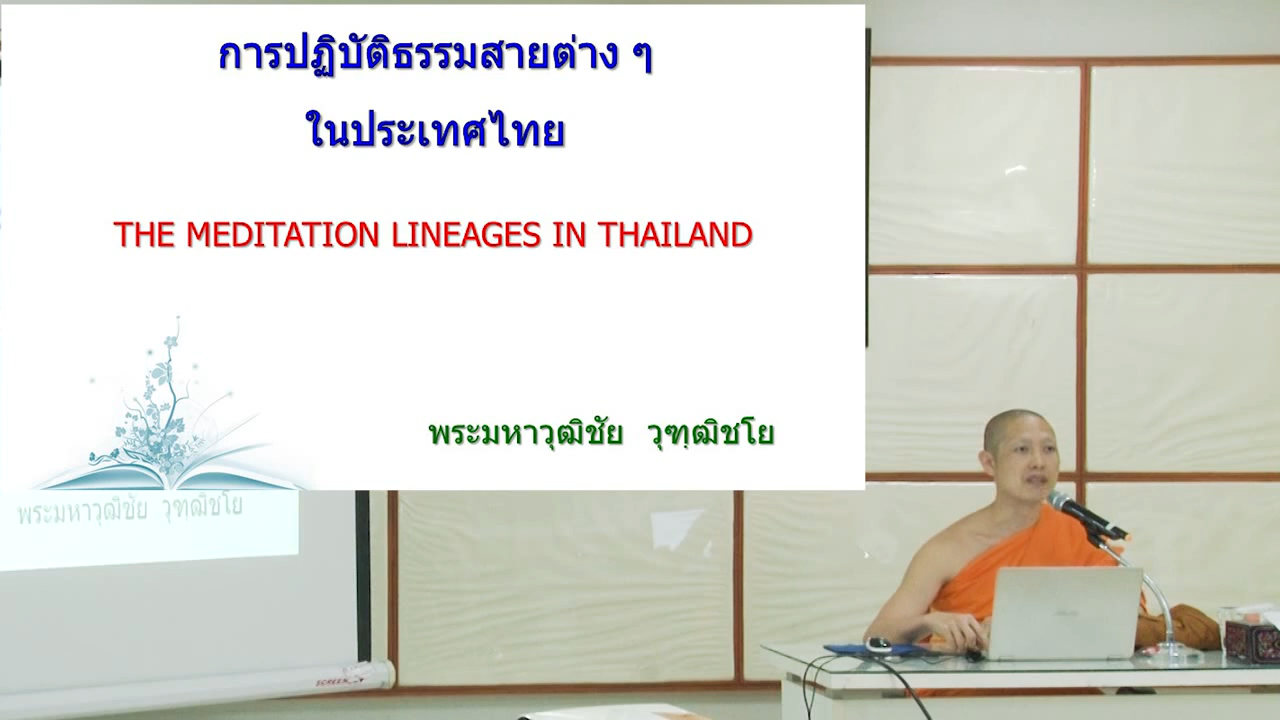 การปฏิบัติธรรมสายต่าง ๆ
ในประเทศไทย
THE MEDITATION LINEAGES IN THAILAND
พระมหาวุฒิชัย วุฑฺฒิชโย
พระมหาวุฒิชัย วุฑฺฒิชโย
SCREEN